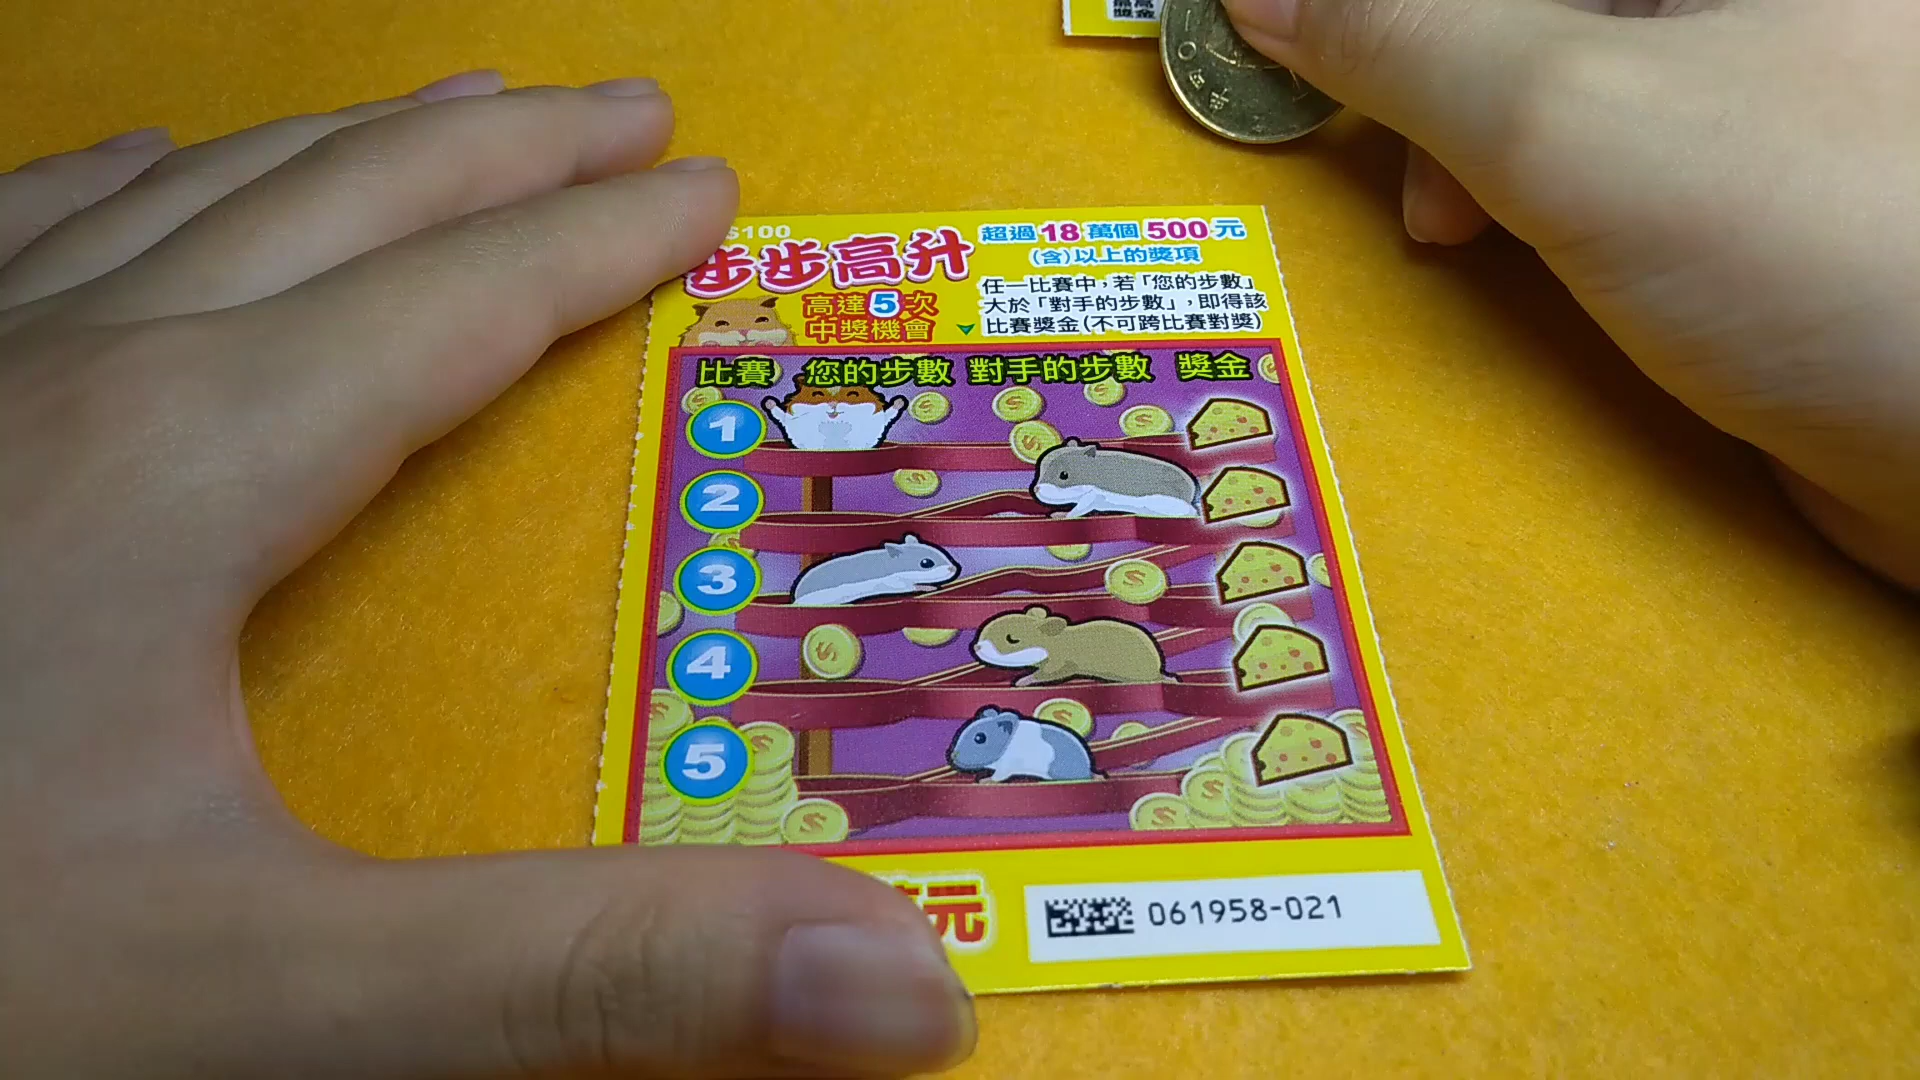 獎金
$100
步步高升
高達5次
中獎機會
超過18萬個500元
(含)以上的獎項
任一比賽中,若「您的步數」
大於「對手的步數」,即得該
比賽獎金(不可跨比賽對獎)
比賽 您的步數 對手的步數 獎金
1
2
3
4
5
元
061958-021